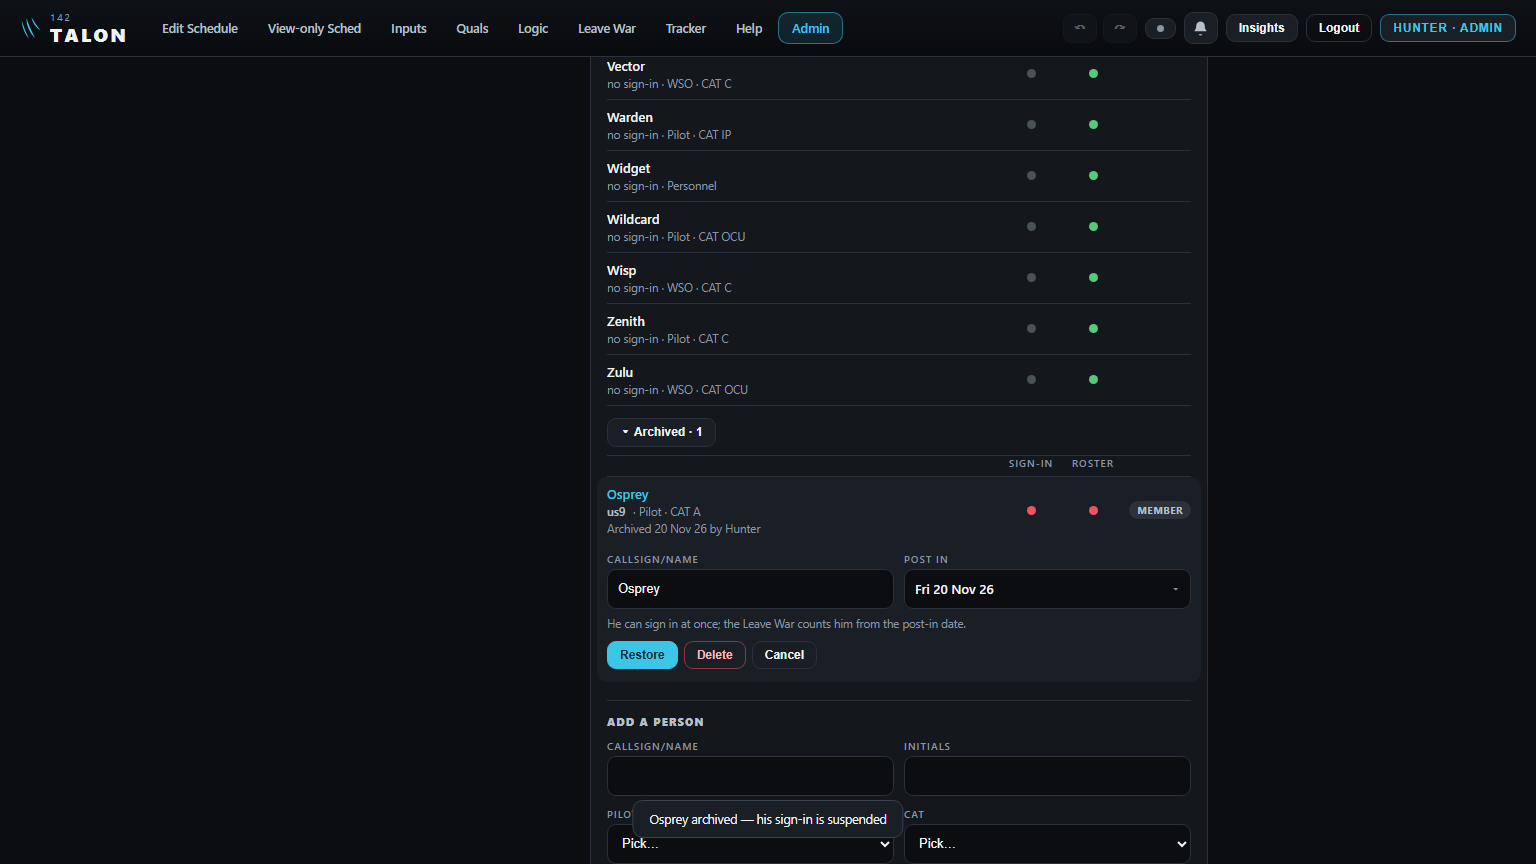 142
TALON
Edit Schedule
View-only Sched
Inputs
Quals
Logic
Leave War
Tracker
Help
Admin
Insights
Logout
HUNTER · ADMIN
Vector
no sign-in · WSO · CAT C
Warden
no sign-in · Pilot · CAT IP
Widget
no sign-in · Personnel
Wildcard
no sign-in · Pilot · CAT OCU
Wisp
no sign-in · WSO · CAT C
Zenith
no sign-in · Pilot · CAT C
Zulu
no sign-in · WSO · CAT OCU
Archived · 1
SIGN-IN ROSTER
Osprey
us9 · Pilot · CAT A
MEMBER
Archived 20 Nov 26 by Hunter
CALLSIGN/NAME POST IN
Osprey Fri 20 Nov 26
He can sign in at once; the Leave War counts him from the post-in date.
Restore Delete Cancel
ADD A PERSON
CALLSIGN/NAME INITIALS
Osprey archived — his sign-in is suspended
CAT
Pick... Pick...